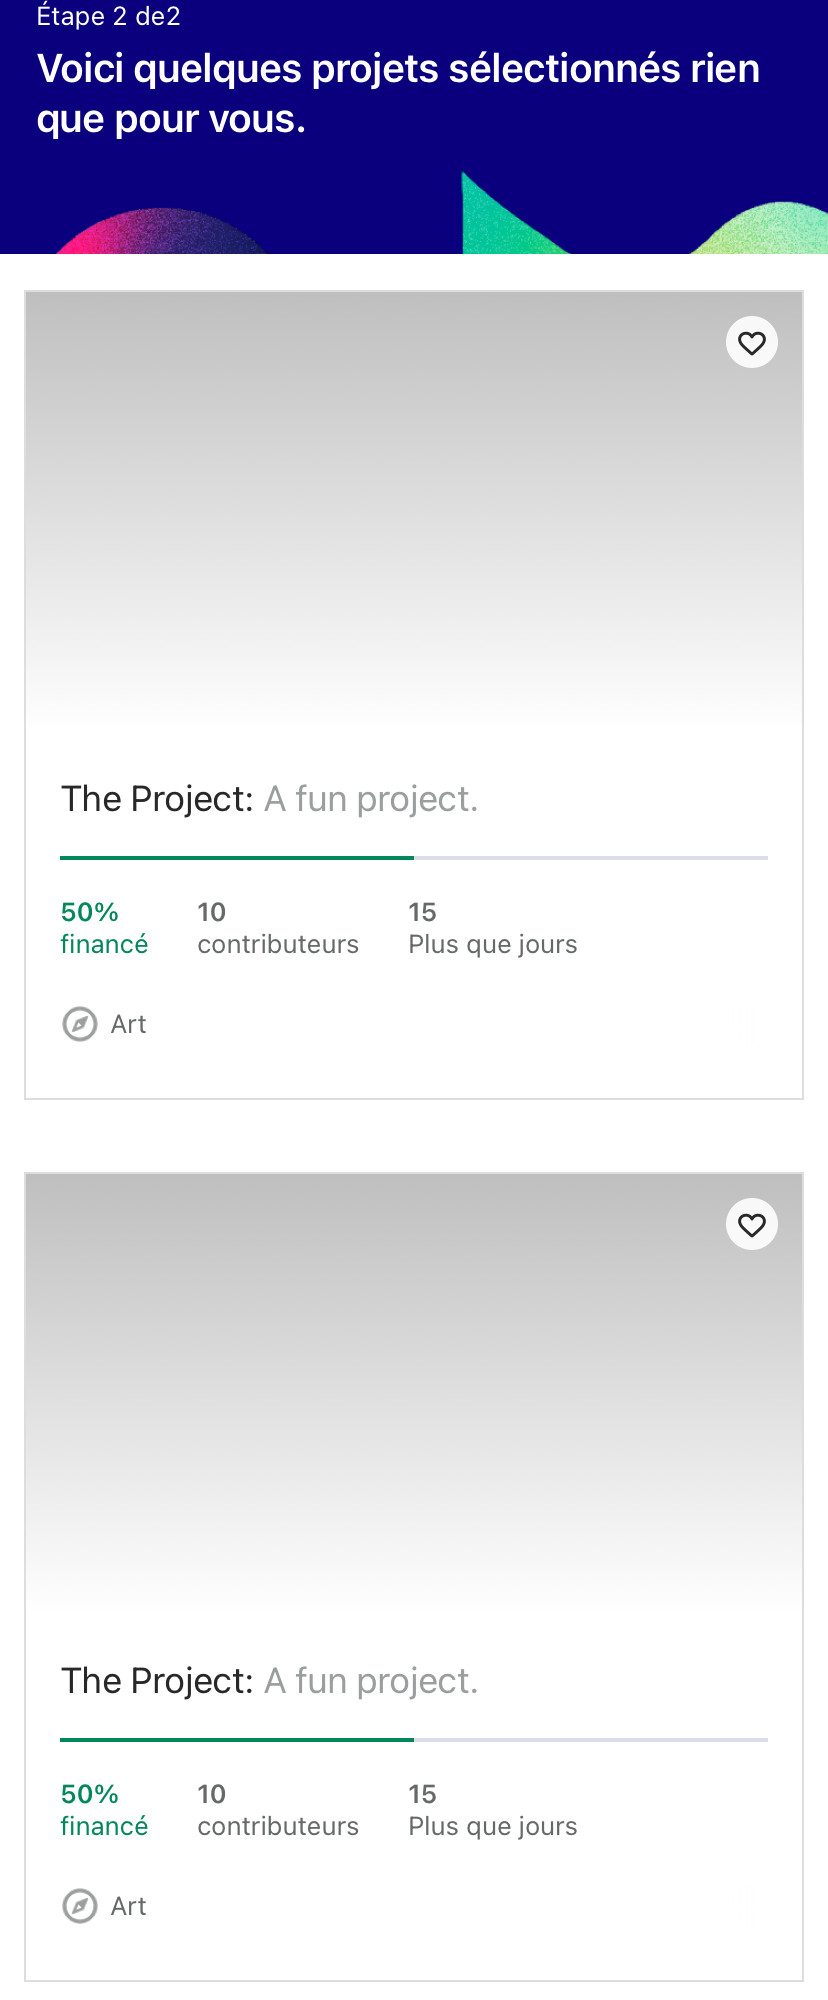 Étape 2 de2
Voici quelques projets sélectionnés rien
que pour vous.
The Project: A fun project.
50% 10 15
financé contributeurs Plus que jours
Art
The Project: A fun project.
50% 10 15
financé contributeurs Plus que jours
Art